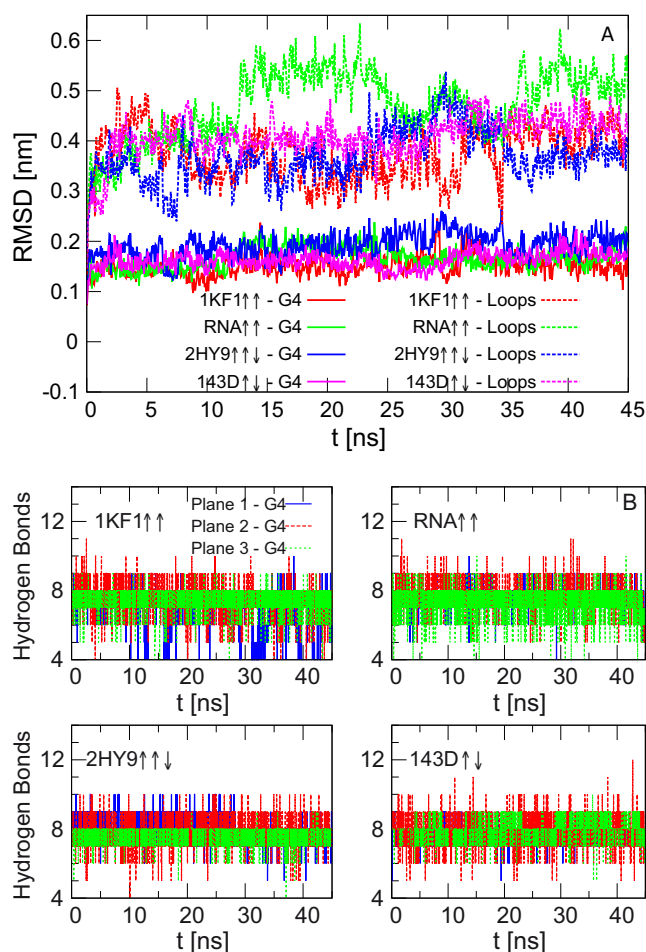 A
0.6
0.5
0.4
0.3
0.2
0.1
0
-0.1
RMSD [nm]
1KF1↑↑ - G4
RNA↑↑ - G4
2HY9↑↑↓ - G4
143D↑↓ - G4
1KF1↑↑ - Loops
RNA↑↑ - Loops
2HY9↑↑↓ - Loops
143D↑↓ - Loops
0 5 10 15 20 25 30 35 40 45
t [ns]
Hydrogen Bonds
12
8
4
1KF1↑↑
Plane 1 - G4
Plane 2 - G4
Plane 3 - G4
0 10 20 30 40
t [ns]
B
12
8
4
RNA↑↑
0 10 20 30 40
t [ns]
Hydrogen Bonds
12
8
4
2HY9↑↑↓
0 10 20 30 40
t [ns]
12
8
4
143D↑↓
0 10 20 30 40
t [ns]